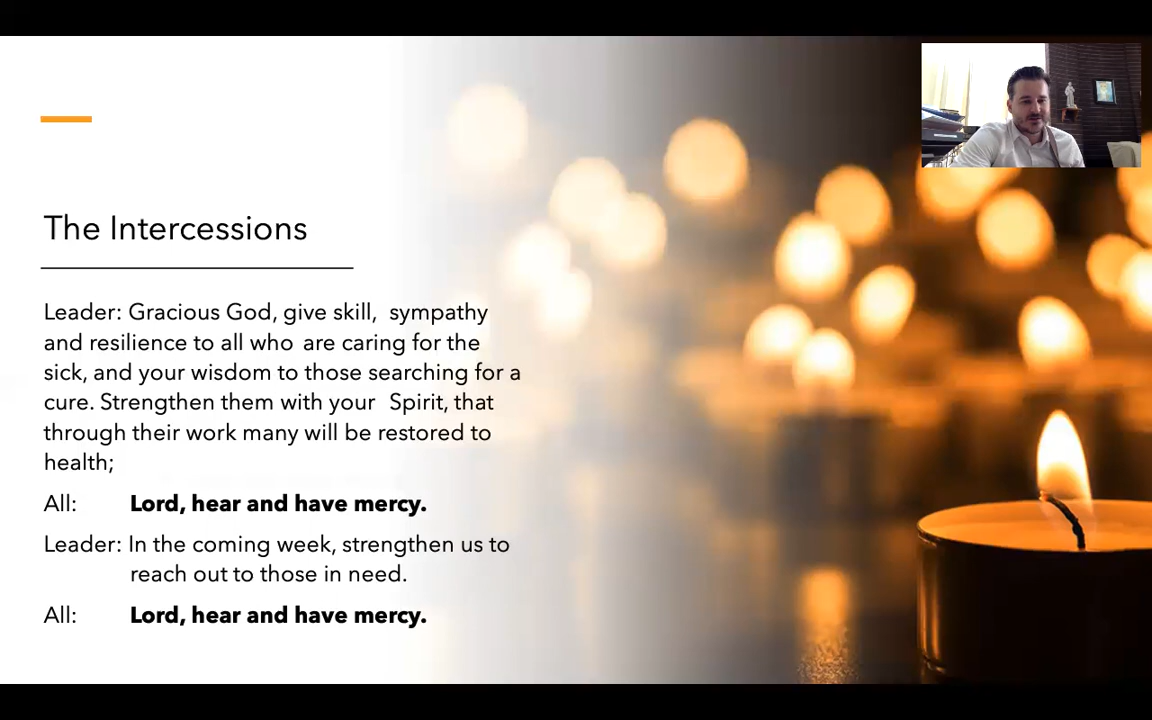 The Intercessions
Leader: Gracious God, give skill, sympathy
and resilience to all who are caring for the
sick, and your wisdom to those searching for a
cure. Strengthen them with your Spirit, that
through their work many will be restored to
health;
All: Lord, hear and have mercy.
Leader: In the coming week, strengthen us to
reach out to those in need.
All: Lord, hear and have mercy.